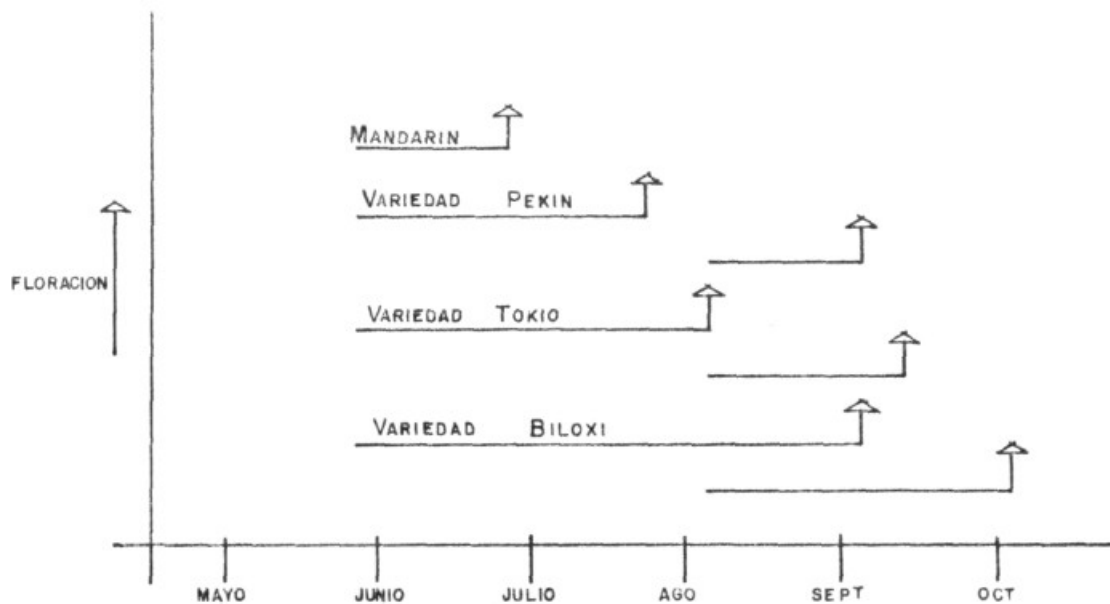 MANDARIN
VARIEDAD PEKIN
FLORACION
VARIEDAD TOKIO
VARIEDAD BILOXI
MAYO JUNIO JULIO AGO SEPT OCT